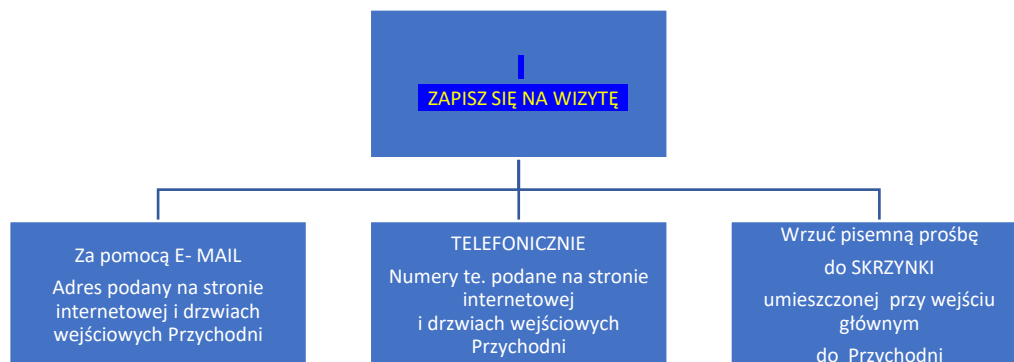 ZAPISZ SIĘ NA WIZYTĘ
Za pomocą E- MAIL
Adres podany na stronie
internetowej i drzwiach
wejściowych Przychodni
TELEFONICZNIE
Numery te. podane na stronie
internetowej
i drzwiach wejściowych
Przychodni
Wrzuć pisemną prośbę
do SKRZYNKI
umieszczonej przy wejściu
głównym
do Przychodni